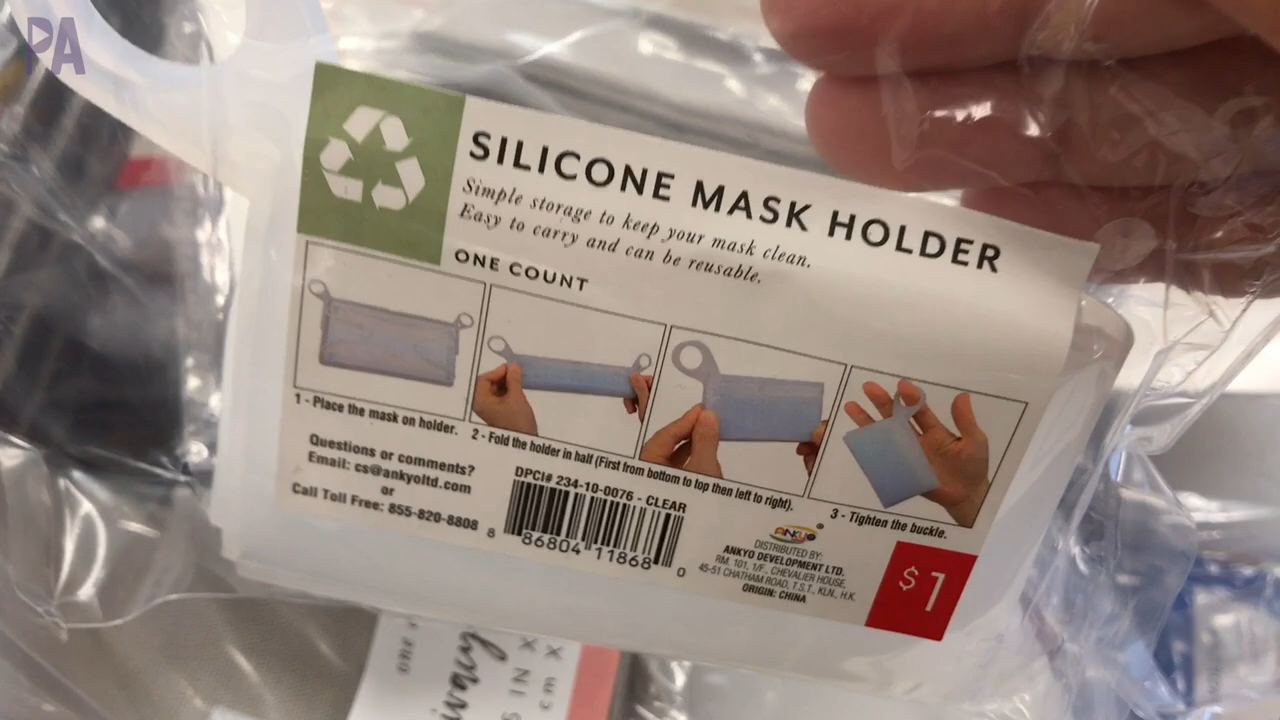 PA
SILICONE MASK HOLDER
Simple storage to keep your mask clean.
Easy to carry and can be reusable.
ONE COUNT
1 - Place the mask on holder.
2 - Fold the holder in half (First from bottom to top then left to right).
3 - Tighten the buckle.
Questions or comments?
Email: cs@ankyoltd.com
or
Call Toll Free: 855-820-8808
DPCI# 234-10-0076 - CLEAR
8 86804 11868 0
ANKYO ®
DISTRIBUTED BY:
ANKYO DEVELOPMENT LTD.
RM. 101, 1/F., CHEVALIER HOUSE,
45-51 CHATHAM ROAD, T.S.T., KLN., H.K.
ORIGIN: CHINA
$1
IN X
cm X